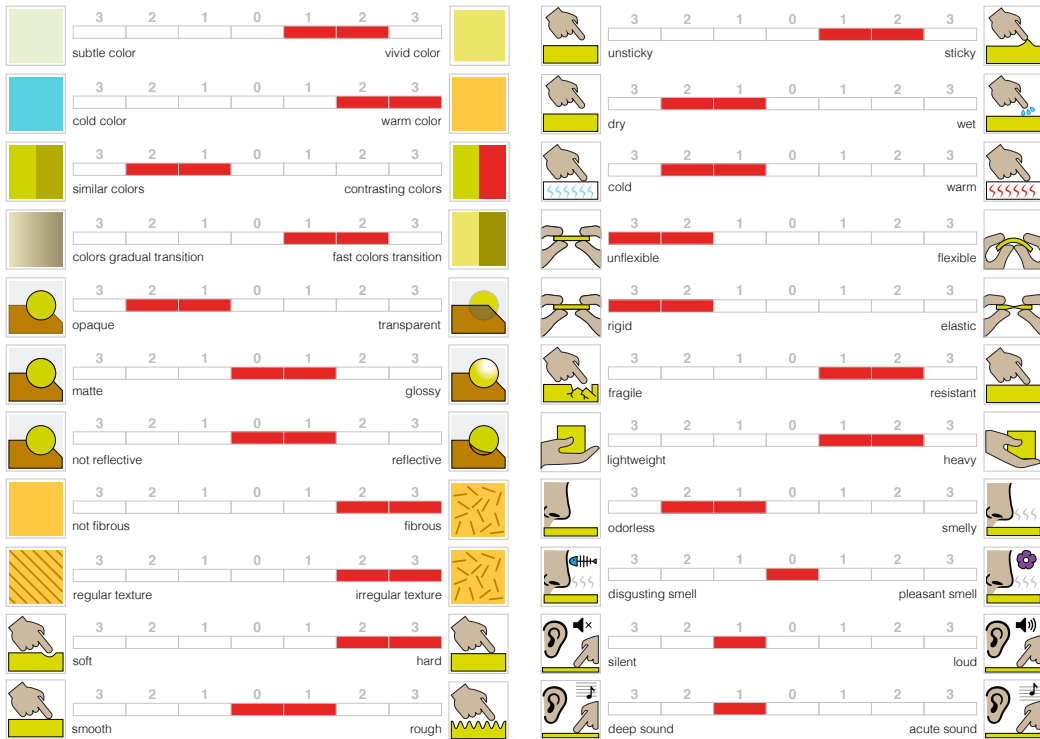 3 2 1 0 1 2 3
subtle color vivid color
3 2 1 0 1 2 3
cold color warm color
3 2 1 0 1 2 3
similar colors contrasting colors
3 2 1 0 1 2 3
colors gradual transition fast colors transition
3 2 1 0 1 2 3
opaque transparent
3 2 1 0 1 2 3
matte glossy
3 2 1 0 1 2 3
not reflective reflective
3 2 1 0 1 2 3
not fibrous fibrous
3 2 1 0 1 2 3
regular texture irregular texture
3 2 1 0 1 2 3
soft hard
3 2 1 0 1 2 3
smooth rough
3 2 1 0 1 2 3
unsticky sticky
3 2 1 0 1 2 3
dry wet
3 2 1 0 1 2 3
cold warm
3 2 1 0 1 2 3
unflexible flexible
3 2 1 0 1 2 3
rigid elastic
3 2 1 0 1 2 3
fragile resistant
3 2 1 0 1 2 3
lightweight heavy
3 2 1 0 1 2 3
odorless smelly
3 2 1 0 1 2 3
disgusting smell pleasant smell
3 2 1 0 1 2 3
silent loud
3 2 1 0 1 2 3
deep sound acute sound